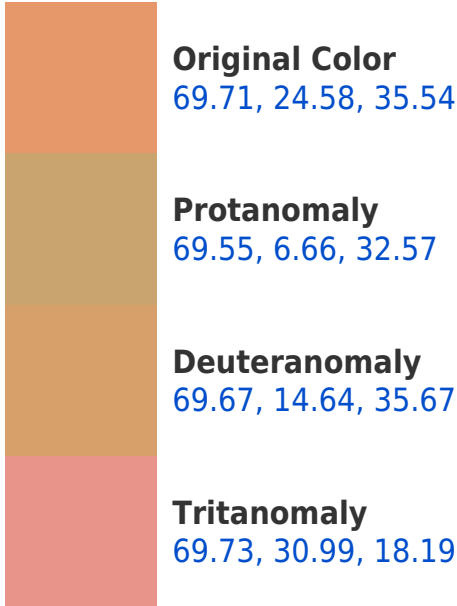 Original Color
69.71, 24.58, 35.54
Protanomaly
69.55, 6.66, 32.57
Deuteranomaly
69.67, 14.64, 35.67
Tritanomaly
69.73, 30.99, 18.19